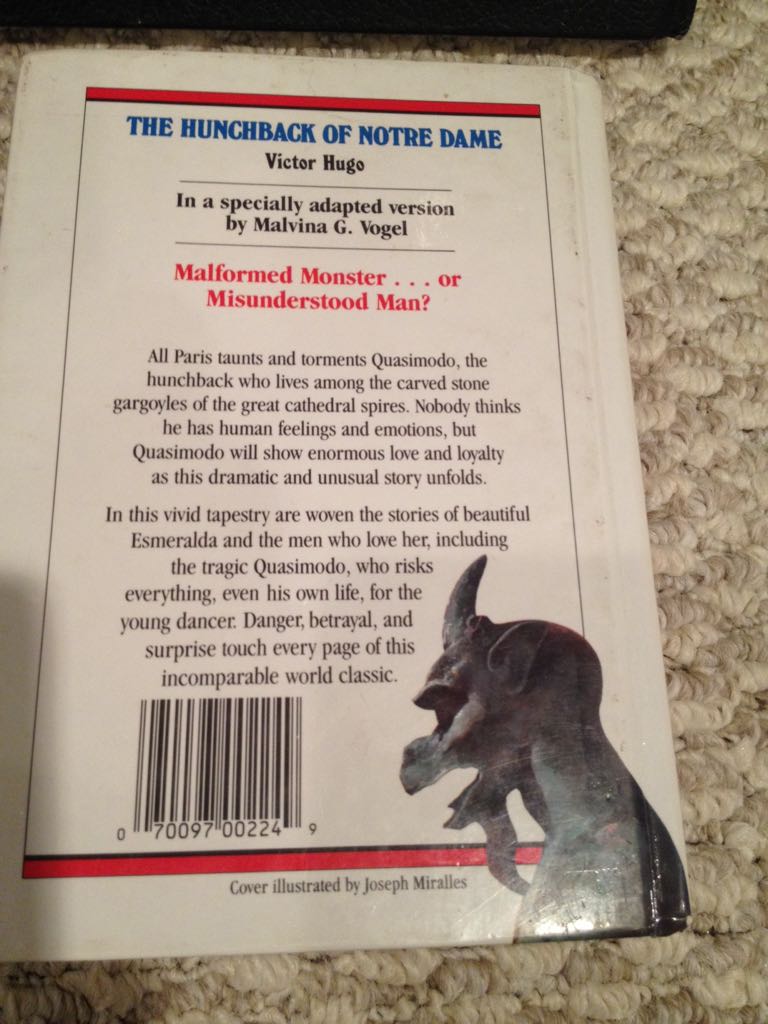 THE HUNCHBACK OF NOTRE DAME
Victor Hugo
In a specially adapted version
by Malvina G. Vogel
Malformed Monster . . . or
Misunderstood Man?
All Paris taunts and torments Quasimodo, the
hunchback who lives among the carved stone
gargoyles of the great cathedral spires. Nobody thinks
he has human feelings and emotions, but
Quasimodo will show enormous love and loyalty
as this dramatic and unusual story unfolds.
In this vivid tapestry are woven the stories of beautiful
Esmeralda and the men who love her, including
the tragic Quasimodo, who risks
everything, even his own life, for the
young dancer. Danger, betrayal, and
surprise touch every page of this
incomparable world classic.
0 70097 00224 9
Cover illustrated by Joseph Miralles